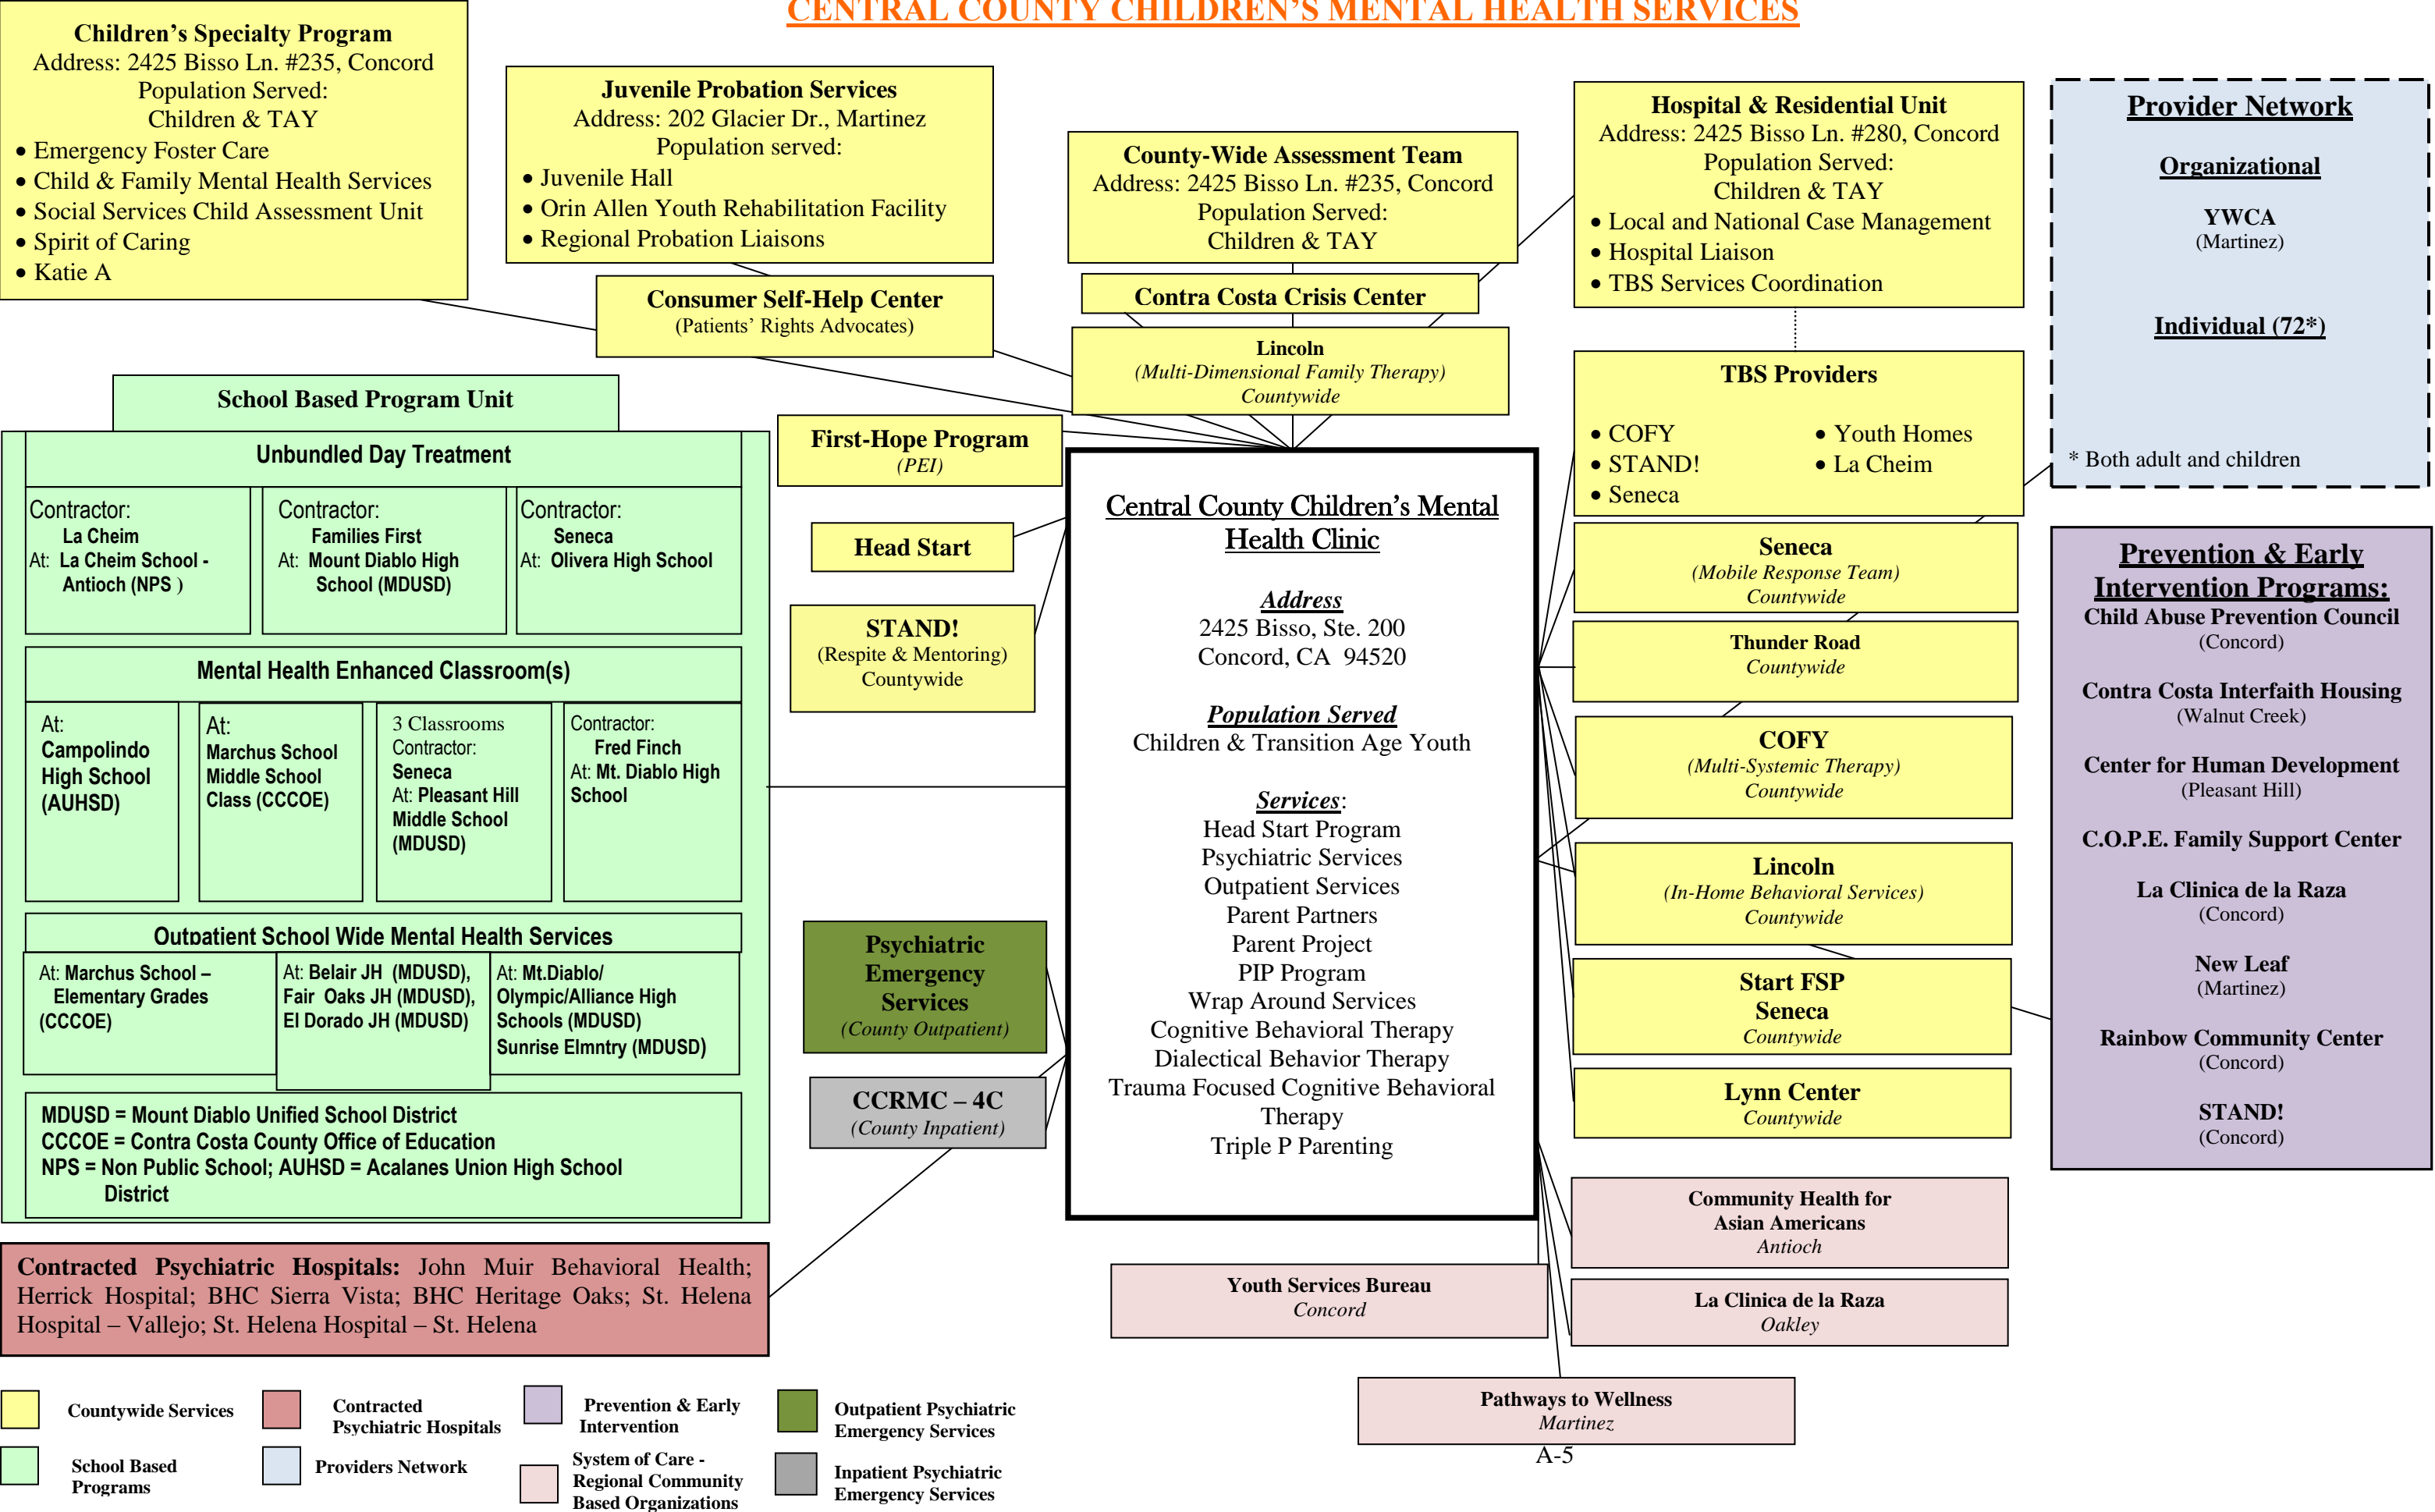 CENTRAL COUNTY CHILDREN'S MENTAL HEALTH SERVICES
Children's Specialty Program
Address: 2425 Bisso Ln. #235, Concord
Population Served:
Children & TAY
• Emergency Foster Care
• Child & Family Mental Health Services
• Social Services Child Assessment Unit
• Spirit of Caring
• Katie A
Juvenile Probation Services
Address: 202 Glacier Dr., Martinez
Population served:
• Juvenile Hall
• Orin Allen Youth Rehabilitation Facility
• Regional Probation Liaisons
Consumer Self-Help Center
(Patients' Rights Advocates)
County-Wide Assessment Team
Address: 2425 Bisso Ln. #235, Concord
Population Served:
Children & TAY
Contra Costa Crisis Center
Lincoln
(Multi-Dimensional Family Therapy)
Countywide
Hospital & Residential Unit
Address: 2425 Bisso Ln. #280, Concord
Population Served:
Children & TAY
• Local and National Case Management
• Hospital Liaison
• TBS Services Coordination
TBS Providers
• COFY
• STAND!
• Seneca
• Youth Homes
• La Cheim
Provider Network
Organizational
YWCA
(Martinez)
Individual (72*)
* Both adult and children
School Based Program Unit
Unbundled Day Treatment
Contractor:
La Cheim
At: La Cheim School -
Antioch (NPS )
Contractor:
Families First
At: Mount Diablo High
School (MDUSD)
Contractor:
Seneca
At: Olivera High School
Mental Health Enhanced Classroom(s)
At:
Campolindo
High School
(AUHSD)
At:
Marchus School
Middle School
Class (CCCOE)
3 Classrooms
Contractor:
Seneca
At: Pleasant Hill
Middle School
(MDUSD)
Contractor:
Fred Finch
At: Mt. Diablo High
School
Outpatient School Wide Mental Health Services
At: Marchus School –
Elementary Grades
(CCCOE)
At: Belair JH (MDUSD),
Fair Oaks JH (MDUSD),
El Dorado JH (MDUSD)
At: Mt.Diablo/
Olympic/Alliance High
Schools (MDUSD)
Sunrise Elmntry (MDUSD)
MDUSD = Mount Diablo Unified School District
CCCOE = Contra Costa County Office of Education
NPS = Non Public School; AUHSD = Acalanes Union High School
District
First-Hope Program
(PEI)
Head Start
STAND!
(Respite & Mentoring)
Countywide
Psychiatric
Emergency
Services
(County Outpatient)
CCRMC – 4C
(County Inpatient)
Central County Children's Mental
Health Clinic
Address
2425 Bisso, Ste. 200
Concord, CA 94520
Population Served
Children & Transition Age Youth
Services:
Head Start Program
Psychiatric Services
Outpatient Services
Parent Partners
Parent Project
PIP Program
Wrap Around Services
Cognitive Behavioral Therapy
Dialectical Behavior Therapy
Trauma Focused Cognitive Behavioral
Therapy
Triple P Parenting
Seneca
(Mobile Response Team)
Countywide
Thunder Road
Countywide
COFY
(Multi-Systemic Therapy)
Countywide
Lincoln
(In-Home Behavioral Services)
Countywide
Start FSP
Seneca
Countywide
Lynn Center
Countywide
Prevention & Early
Intervention Programs:
Child Abuse Prevention Council
(Concord)
Contra Costa Interfaith Housing
(Walnut Creek)
Center for Human Development
(Pleasant Hill)
C.O.P.E. Family Support Center
La Clinica de la Raza
(Concord)
New Leaf
(Martinez)
Rainbow Community Center
(Concord)
STAND!
(Concord)
Community Health for
Asian Americans
Antioch
La Clinica de la Raza
Oakley
Youth Services Bureau
Concord
Pathways to Wellness
Martinez
Contracted Psychiatric Hospitals: John Muir Behavioral Health;
Herrick Hospital; BHC Sierra Vista; BHC Heritage Oaks; St. Helena
Hospital – Vallejo; St. Helena Hospital – St. Helena
Countywide Services
Contracted
Psychiatric Hospitals
Prevention & Early
Intervention
Outpatient Psychiatric
Emergency Services
School Based
Programs
Providers Network
System of Care -
Regional Community
Based Organizations
Inpatient Psychiatric
Emergency Services
A-5